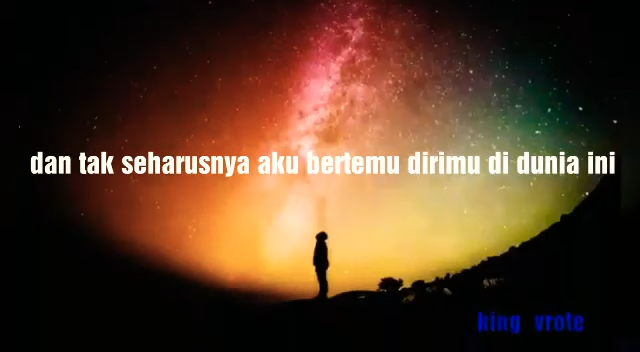 dan tak seharusnya aku bertemu dirimu di dunia ini
king vrote